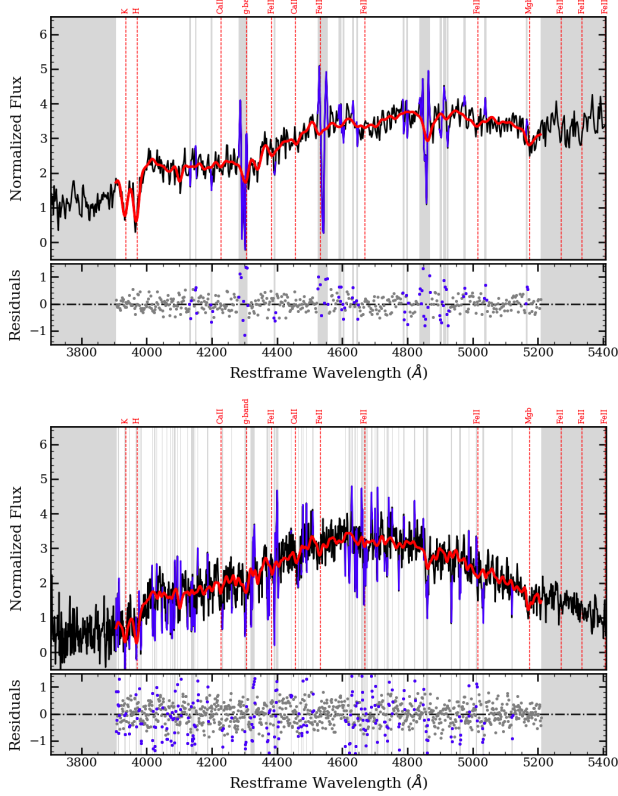 K H CaII g-ba FeII CaII FeII FeII FeII Mgb FeII FeII FeII
6
5
4
3
2
1
0
Normalized Flux
1
0
−1
Residuals
3800 4000 4200 4400 4600 4800 5000 5200 5400
Restframe Wavelength (Å)
K H CaII g-band FeII CaII FeII FeII FeII Mgb FeII FeII FeII
6
5
4
3
2
1
0
Normalized Flux
1
0
−1
Residuals
3800 4000 4200 4400 4600 4800 5000 5200 5400
Restframe Wavelength (Å)